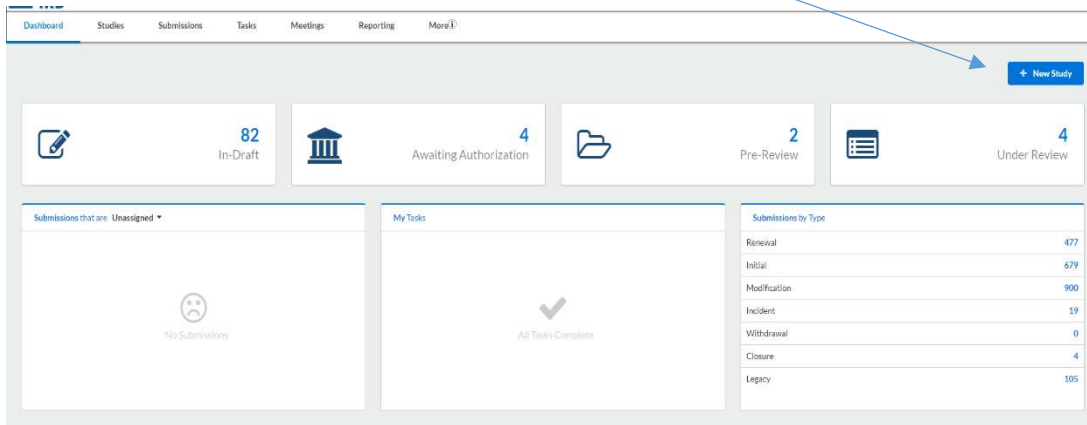 IRB
Dashboard Studies Submissions Tasks Meetings Reporting More
+ New Study
82
In-Draft
4
Awaiting Authorization
2
Pre-Review
4
Under Review
Submissions that are Unassigned
No Submissions
My Tasks
All Tasks Complete
Submissions by Type
Renewal 477
Initial 679
Modification 900
Incident 19
Withdrawal 0
Closure 4
Legacy 105